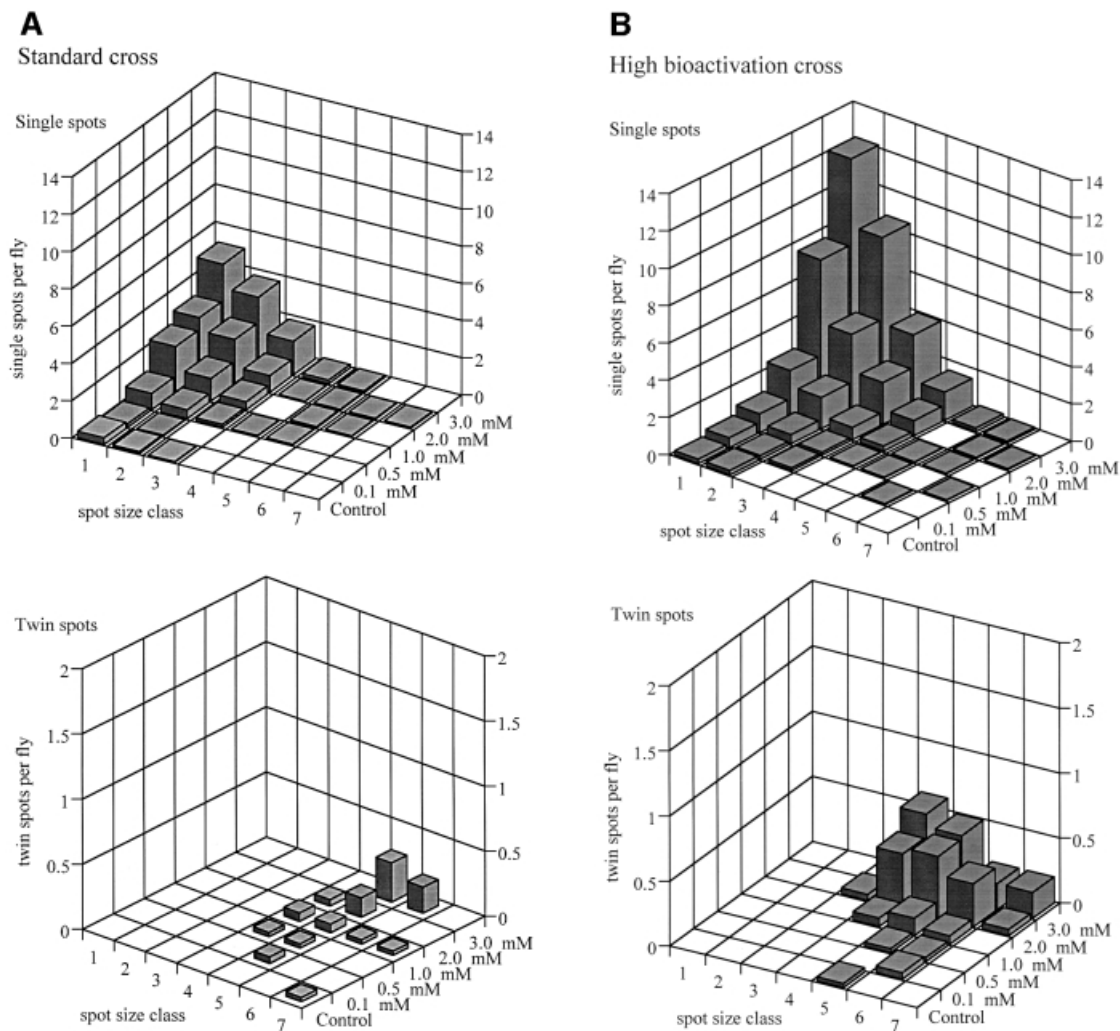 A
Standard cross
Single spots
14
12
10
8
6
4
2
0
single spots per fly
14
12
10
8
6
4
2
0
1
2
3
4
5
6
7
spot size class
3.0 mM
2.0 mM
1.0 mM
0.5 mM
0.1 mM
Control
B
High bioactivation cross
Single spots
14
12
10
8
6
4
2
0
single spots per fly
14
12
10
8
6
4
2
0
1
2
3
4
5
6
7
spot size class
3.0 mM
2.0 mM
1.0 mM
0.5 mM
0.1 mM
Control
Twin spots
2
1.5
1
0.5
0
twin spots per fly
2
1.5
1
0.5
0
1
2
3
4
5
6
7
spot size class
3.0 mM
2.0 mM
1.0 mM
0.5 mM
0.1 mM
Control
Twin spots
2
1.5
1
0.5
0
twin spots per fly
2
1.5
1
0.5
0
1
2
3
4
5
6
7
spot size class
3.0 mM
2.0 mM
1.0 mM
0.5 mM
0.1 mM
Control